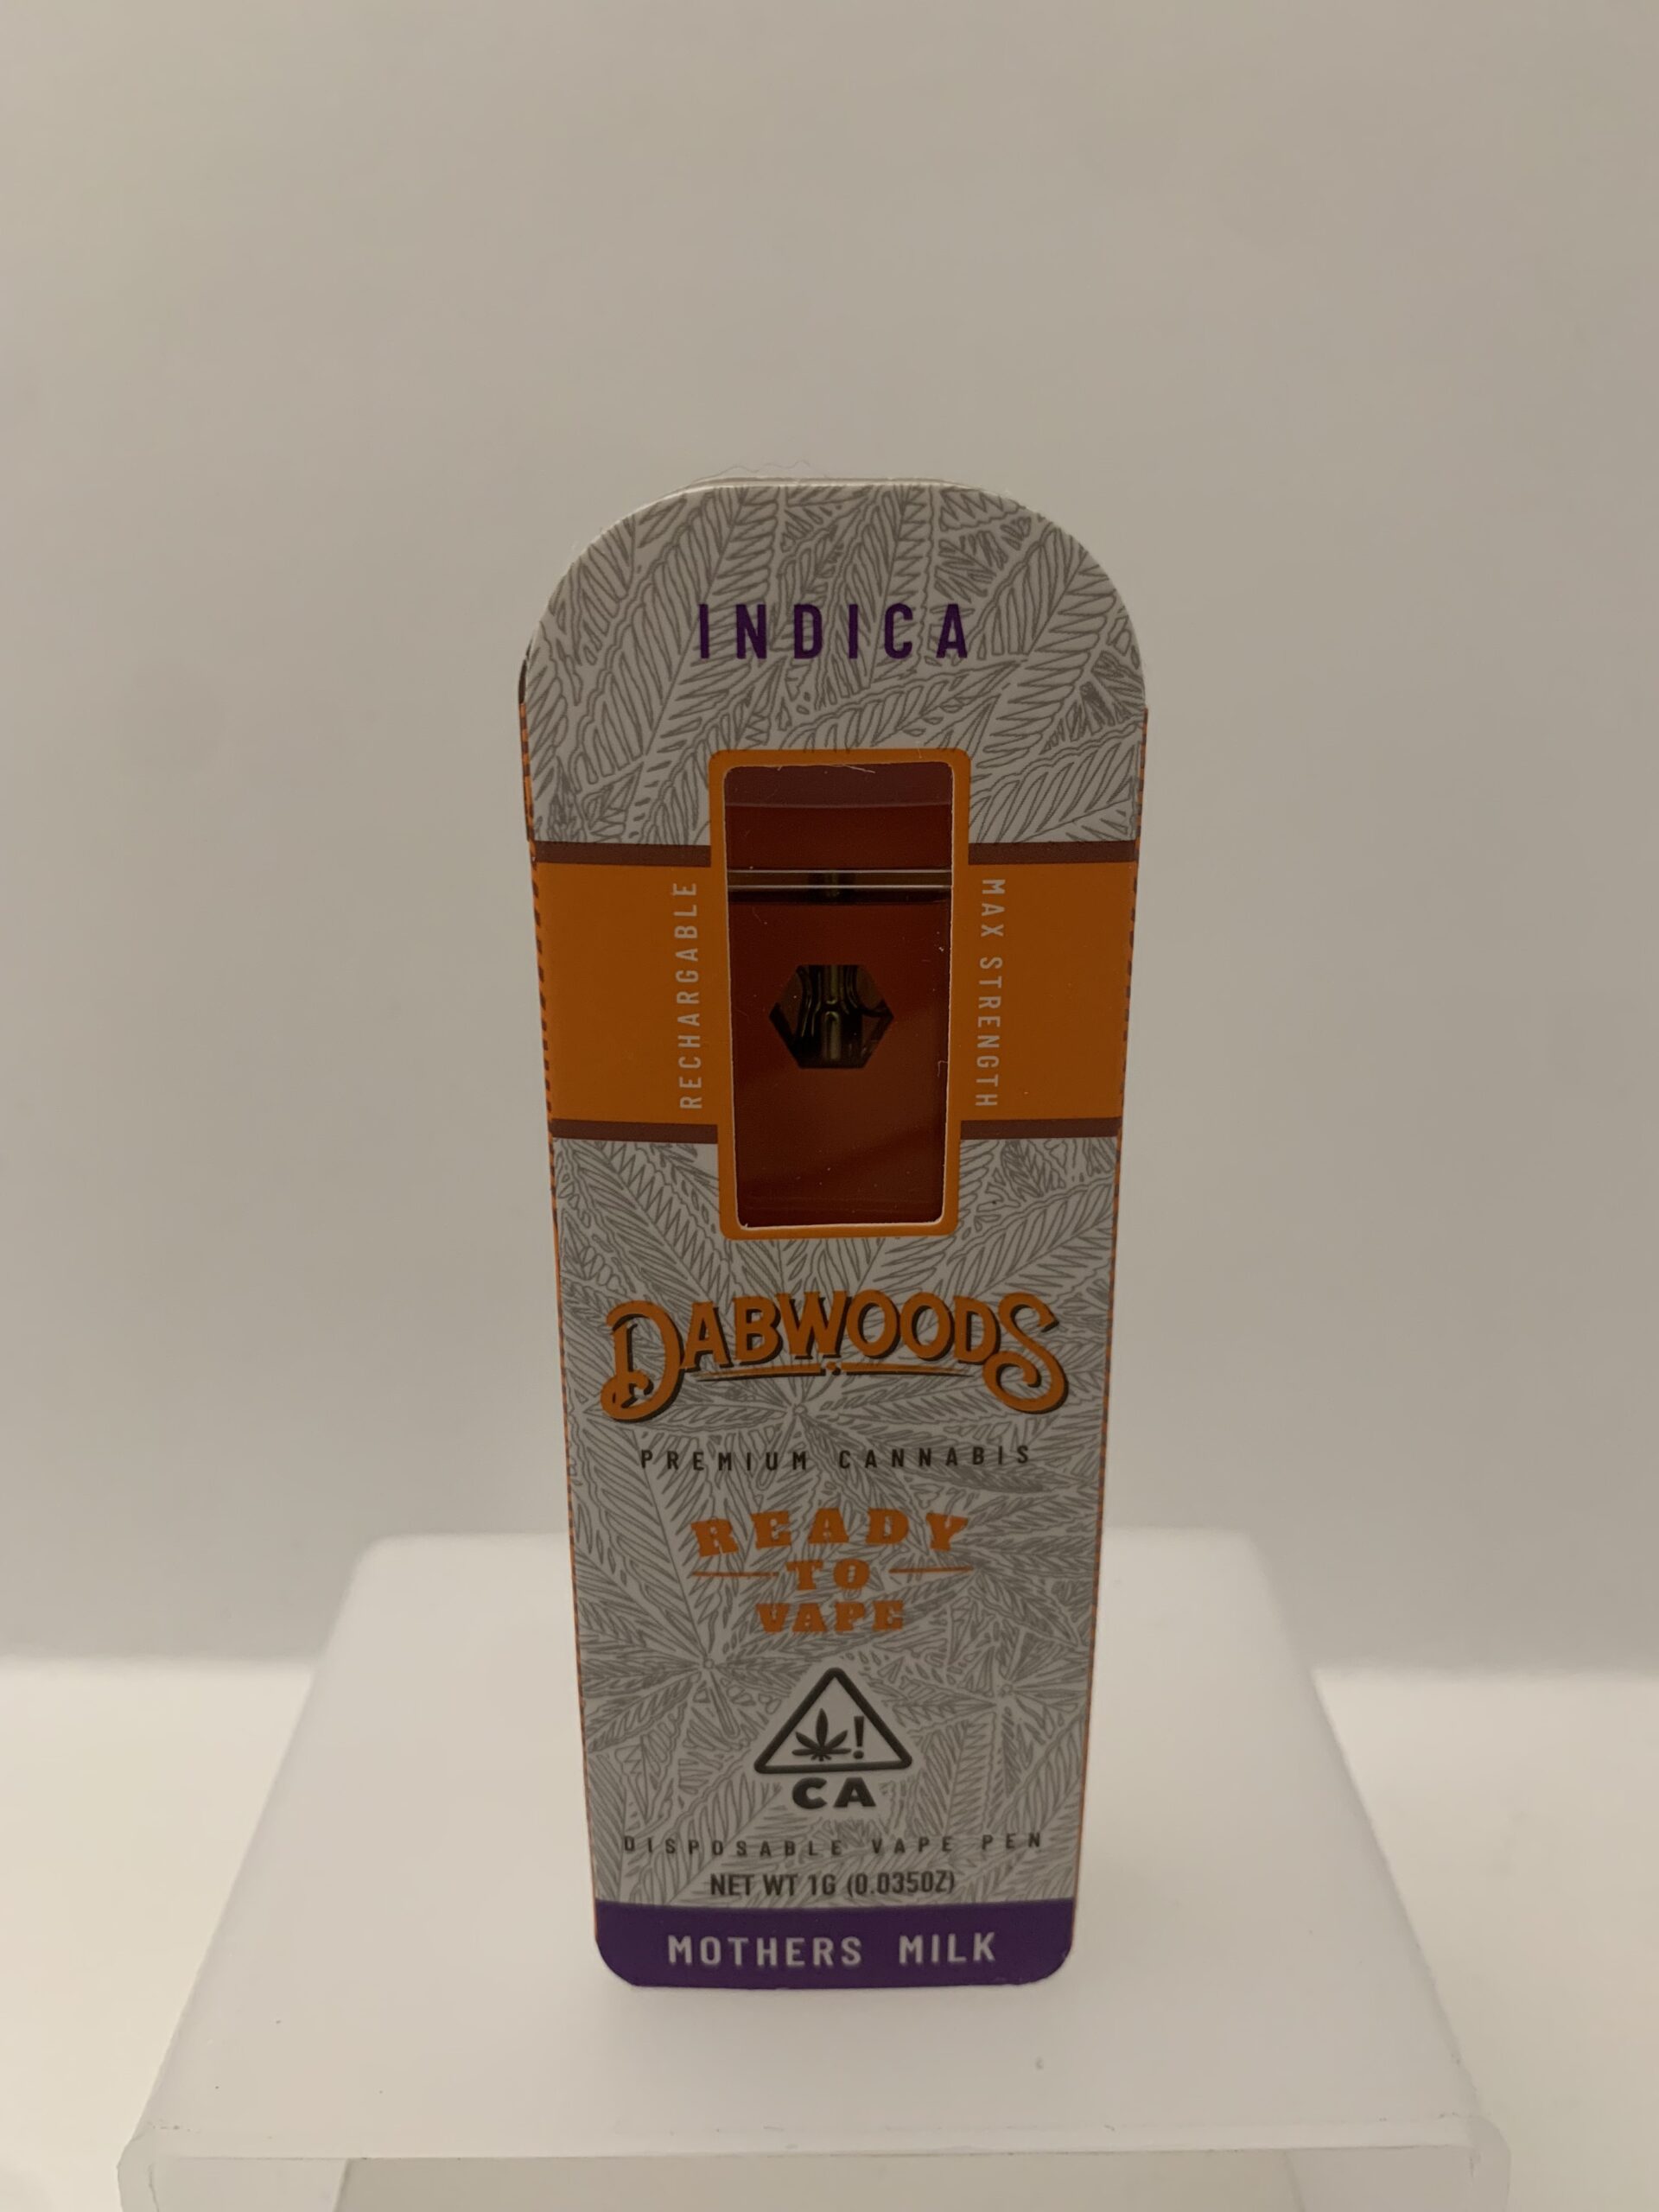 INDICA
RECHARGABLE
MAX STRENGTH
DABWOODS
PREMIUM CANNABIS
READY
TO
VAPE
!
CA
DISPOSABLE VAPE PEN
NET WT 1G (0.035OZ)
MOTHERS MILK